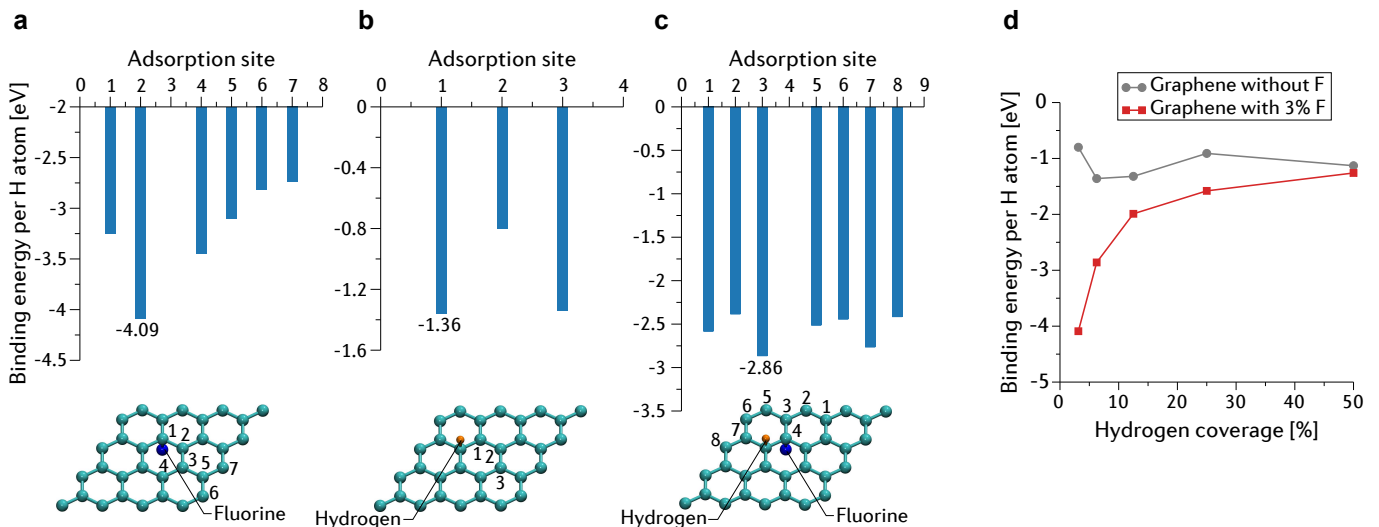 a
b
c
d
Adsorption site
0 1 2 3 4 5 6 7 8
Binding energy per H atom [eV]
-2
-2.5
-3
-3.5
-4
-4.5
-4.09
1
2
3
4
5
6
7
Fluorine
Adsorption site
0 1 2 3 4
0
-0.4
-0.8
-1.2
-1.6
-1.36
1
2
3
Hydrogen
Adsorption site
0 1 2 3 4 5 6 7 8 9
0
-0.5
-1
-1.5
-2
-2.5
-3
-3.5
-2.86
5 2
6 3 1
7 4
8
Hydrogen
Fluorine
Graphene without F
Graphene with 3% F
Binding energy per H atom [eV]
0
-1
-2
-3
-4
-5
0 10 20 30 40 50
Hydrogen coverage [%]